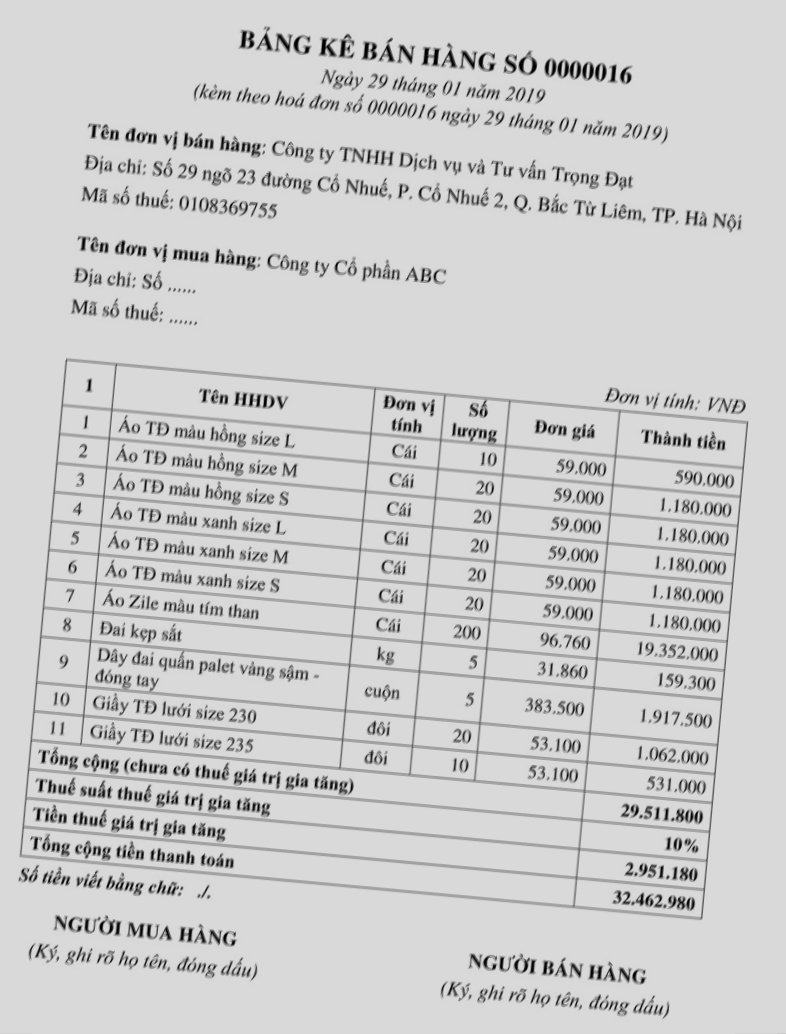 BẢNG KÊ BÁN HÀNG SỐ 0000016
Ngày 29 tháng 01 năm 2019
(kèm theo hoá đơn số 0000016 ngày 29 tháng 01 năm 2019)
Tên đơn vị bán hàng: Công ty TNHH Dịch vụ và Tư vấn Trọng Đạt
Địa chỉ: Số 29 ngõ 23 đường Cổ Nhuế, P. Cổ Nhuế 2, Q. Bắc Từ Liêm, TP. Hà Nội
Mã số thuế: 0108369755
Tên đơn vị mua hàng: Công ty Cổ phần ABC
Địa chỉ: Số ......
Mã số thuế: ......
Đơn vị tính: VNĐ
1 Tên HHDV Đơn vị tính Số lượng Đơn giá Thành tiền
1 Áo TĐ màu hồng size L Cái 10 59.000 590.000
2 Áo TĐ màu hồng size M Cái 20 59.000 1.180.000
3 Áo TĐ màu hồng size S Cái 20 59.000 1.180.000
4 Áo TĐ màu xanh size L Cái 20 59.000 1.180.000
5 Áo TĐ màu xanh size M Cái 20 59.000 1.180.000
6 Áo TĐ màu xanh size S Cái 20 59.000 1.180.000
7 Áo Zile màu tím than Cái 200 96.760 19.352.000
8 Đai kẹp sắt kg 5 31.860 159.300
9 Dây đai quấn palet vàng sậm - đóng tay cuộn 5 383.500 1.917.500
10 Giầy TĐ lưới size 230 đôi 20 53.100 1.062.000
11 Giầy TĐ lưới size 235 đôi 10 53.100 531.000
Tổng cộng (chưa có thuế giá trị gia tăng) 29.511.800
Thuế suất thuế giá trị gia tăng 10%
Tiền thuế giá trị gia tăng 2.951.180
Tổng cộng tiền thanh toán 32.462.980
Số tiền viết bằng chữ: ./.
NGƯỜI MUA HÀNG NGƯỜI BÁN HÀNG
(Ký, ghi rõ họ tên, đóng dấu) (Ký, ghi rõ họ tên, đóng dấu)